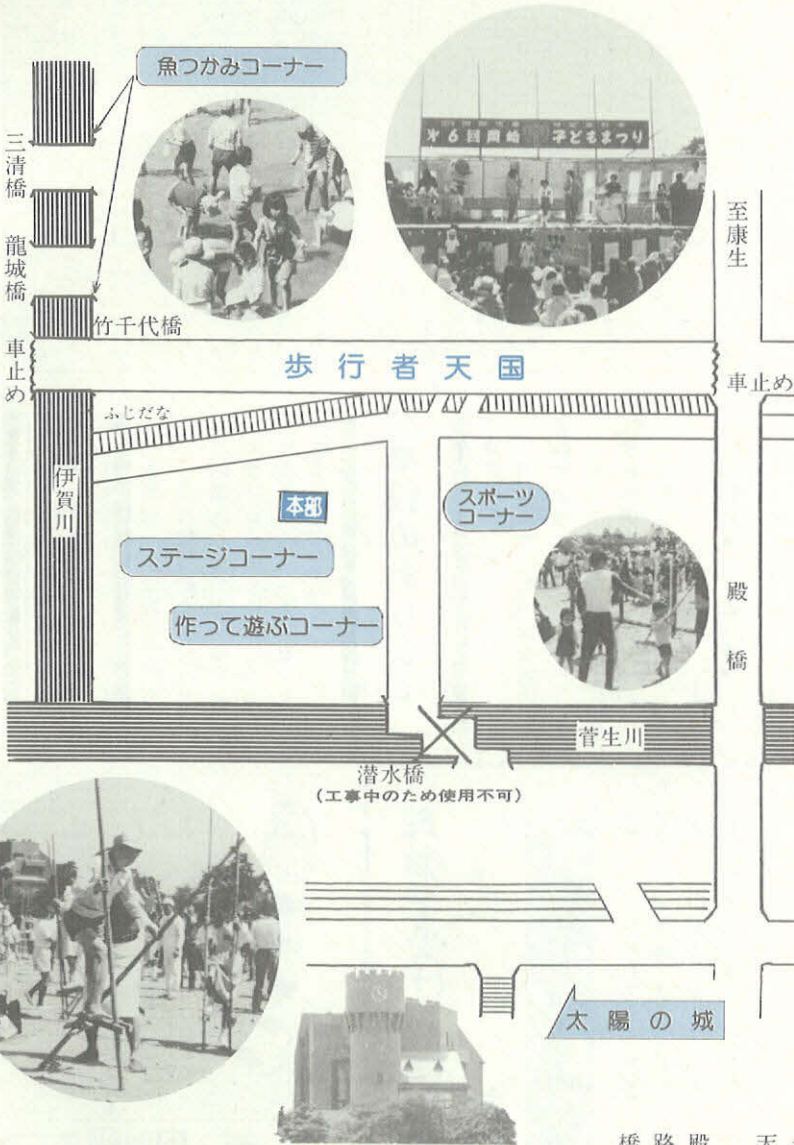 魚つかみコーナー
第6回岡崎 子どもまつり
三清橋
龍城橋
竹千代橋
車止め
至康生
歩行者天国
車止め
ふじだな
伊賀川
本部
スポーツ
コーナー
ステージコーナー
作って遊ぶコーナー
殿橋
菅生川
潜水橋
(工事中のため使用不可)
太陽の城